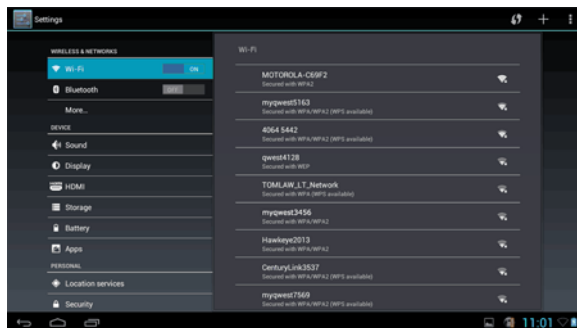 Settings
WIRELESS & NETWORKS
Wi-Fi ON
Bluetooth OFF
More...
DEVICE
Sound
Display
HDMI
Storage
Battery
Apps
PERSONAL
Location services
Security
Wi-Fi
MOTOROLA-C69F2
Secured with WPA2
myqwest5163
Secured with WPA/WPA2 (WPS available)
4064 5442
Secured with WPA/WPA2 (WPS available)
qwest4128
Secured with WEP
TOMLAW_LT_Network
Secured with WPA (WPS available)
myqwest3456
Secured with WPA/WPA2
Hawkeye2013
Secured with WPA/WPA2
CenturyLink3537
Secured with WPA/WPA2 (WPS available)
myqwest7569
Secured with WPA/WPA2 (WPS available)
11:01